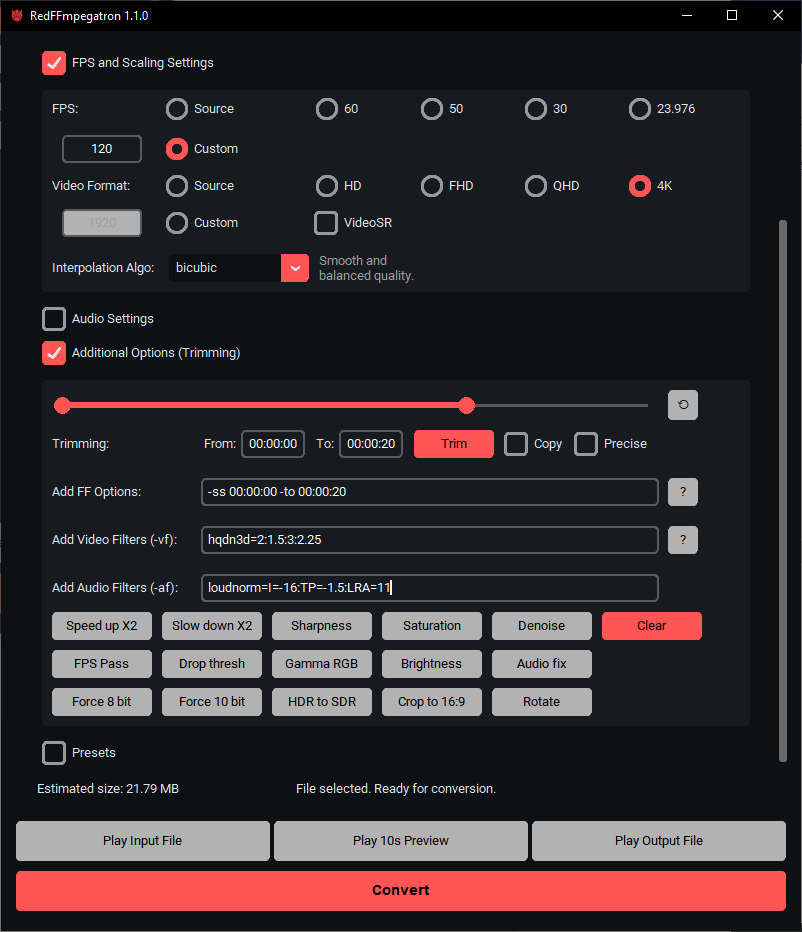 RedFFmpegatron 1.1.0
FPS and Scaling Settings
FPS: Source 60 50 30 23.976
120 Custom
Video Format: Source HD FHD QHD 4K
1920 Custom VideoSR
Interpolation Algo: bicubic Smooth and
balanced quality.
Audio Settings
Additional Options (Trimming)
Trimming: From: 00:00:00 To: 00:00:20 Trim Copy Precise
Add FF Options: -ss 00:00:00 -to 00:00:20 ?
Add Video Filters (-vf): hqdn3d=2:1.5:3:2.25 ?
Add Audio Filters (-af): loudnorm=I=-16:TP=-1.5:LRA=11
Speed up X2 Slow down X2 Sharpness Saturation Denoise Clear
FPS Pass Drop thresh Gamma RGB Brightness Audio fix
Force 8 bit Force 10 bit HDR to SDR Crop to 16:9 Rotate
Presets
Estimated size: 21.79 MB File selected. Ready for conversion.
Play Input File Play 10s Preview Play Output File
Convert